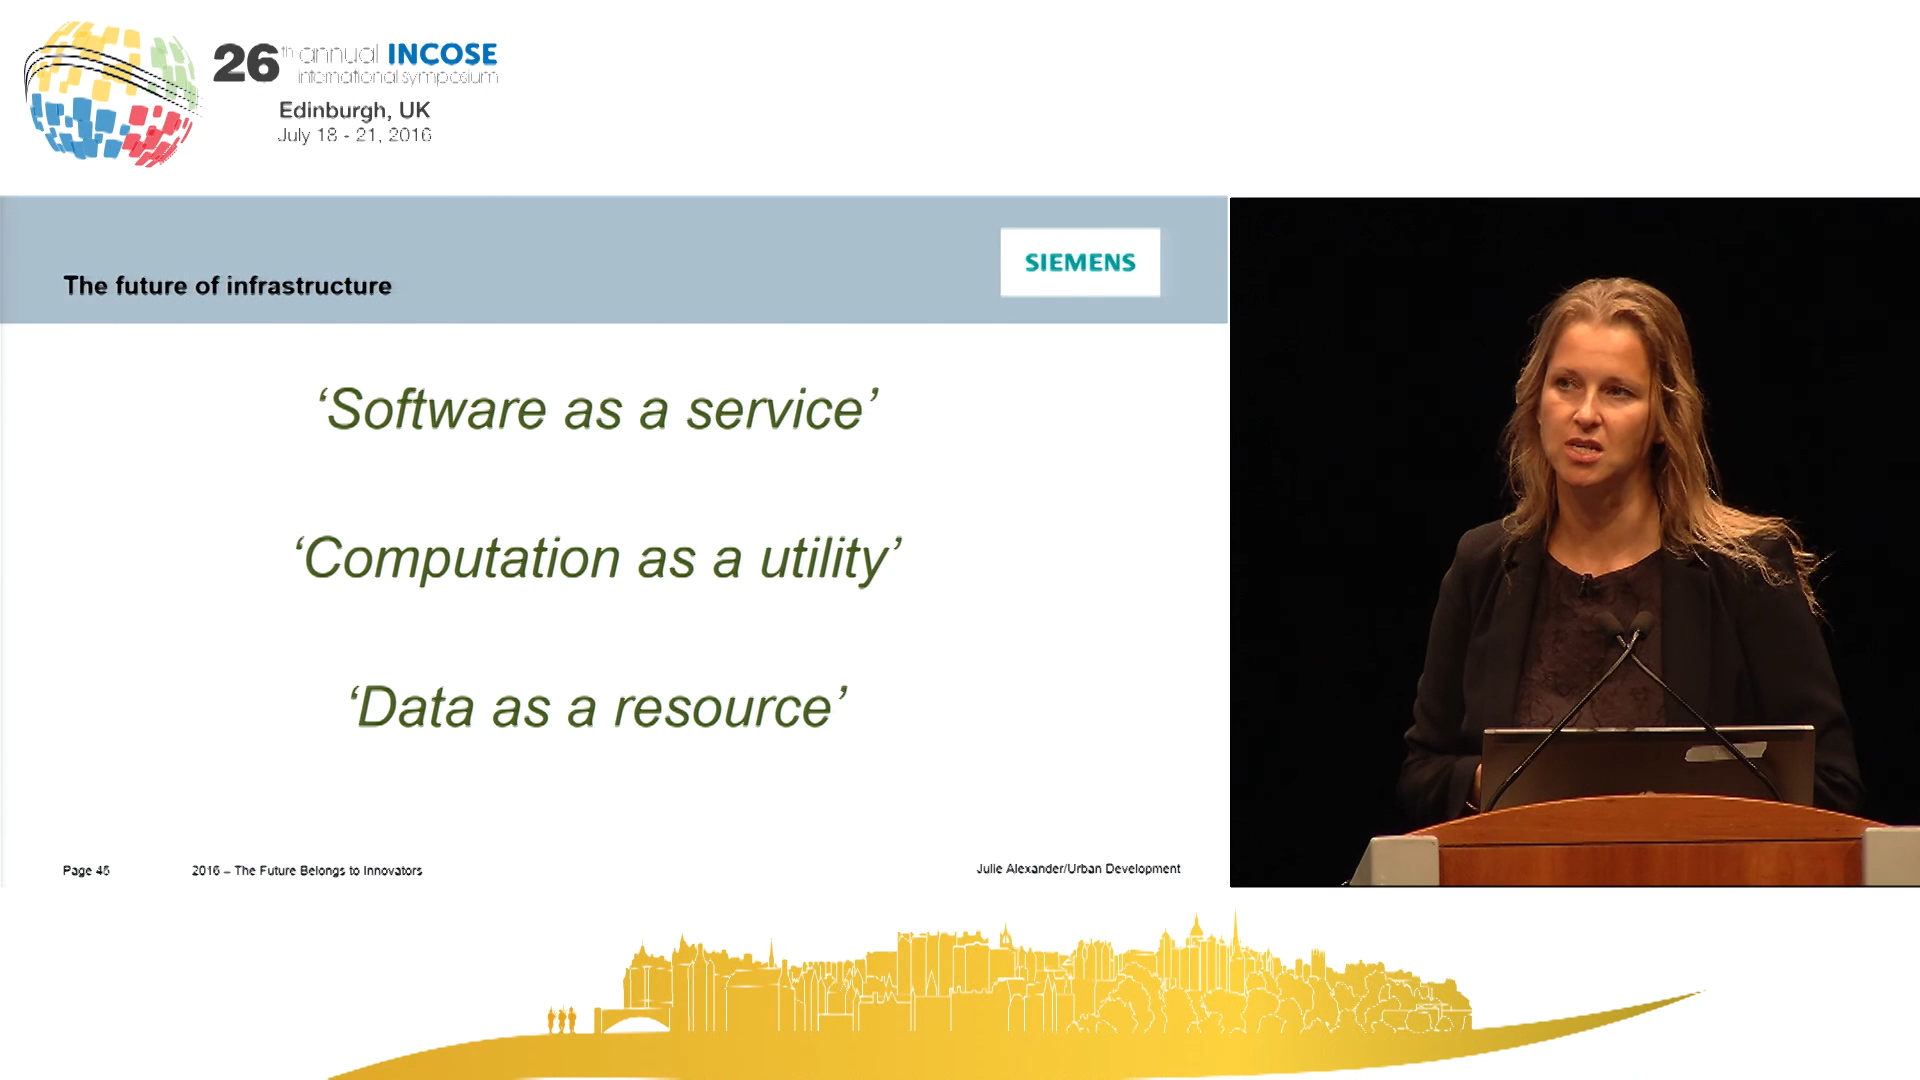 26th annual INCOSE
international symposium
Edinburgh, UK
July 18 - 21, 2016
SIEMENS
The future of infrastructure
‘Software as a service’
‘Computation as a utility’
‘Data as a resource’
Page 45
2016 – The Future Belongs to Innovators
Julie Alexander/Urban Development